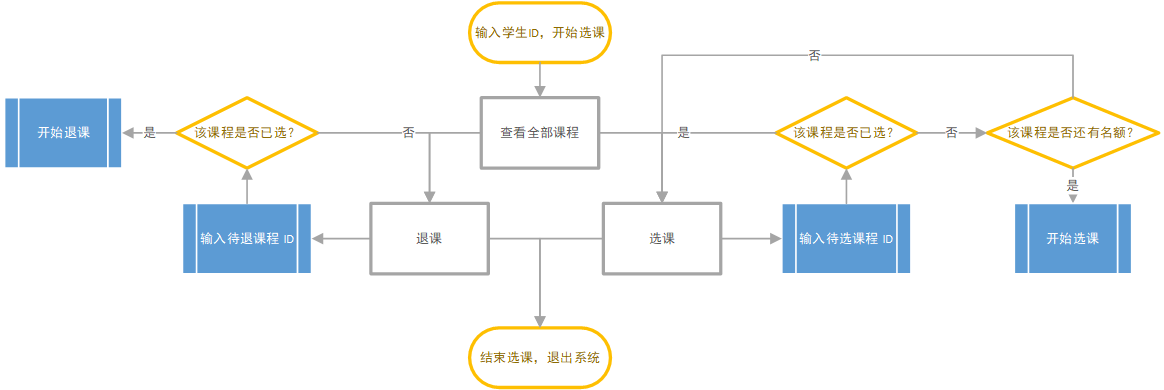 输入学生ID，开始选课
否
开始退课
是
该课程是否已选？
否
查看全部课程
是
该课程是否已选？
否
该课程是否还有名额？
是
输入待退课程 ID
退课
选课
输入待选课程 ID
开始选课
结束选课，退出系统